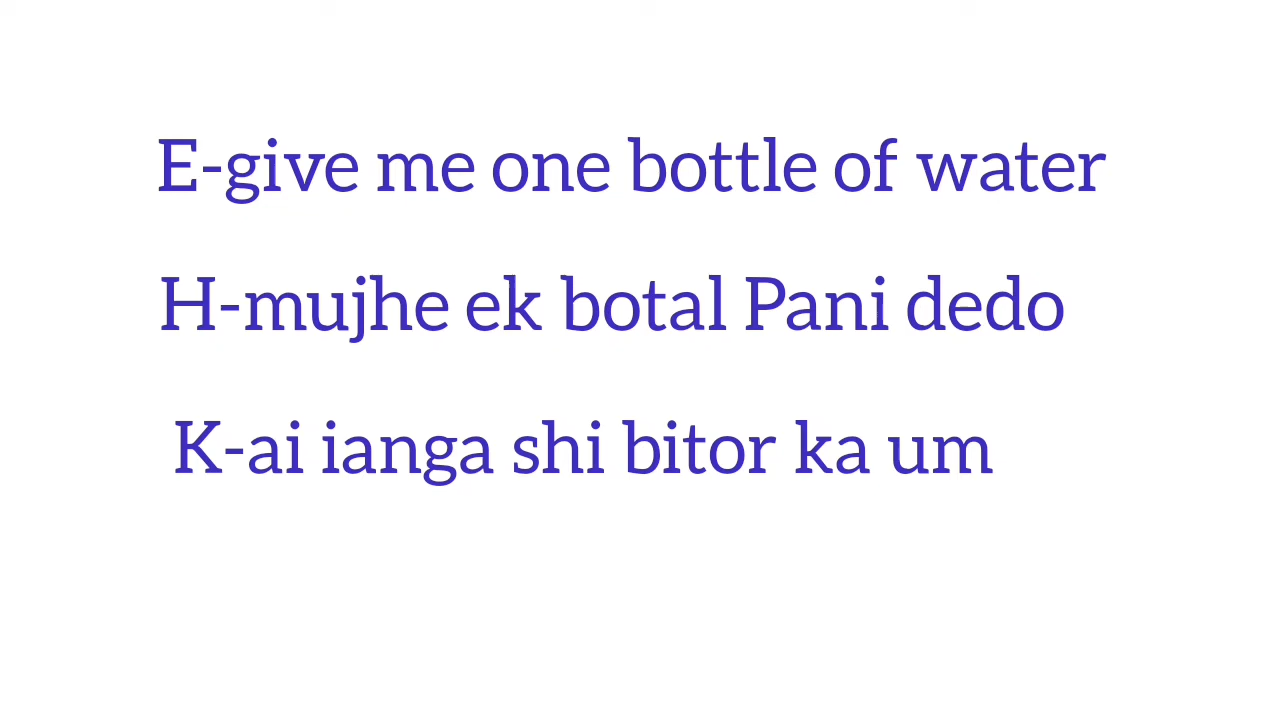 E-give me one bottle of water
H-mujhe ek botal Pani dedo
K-ai ianga shi bitor ka um